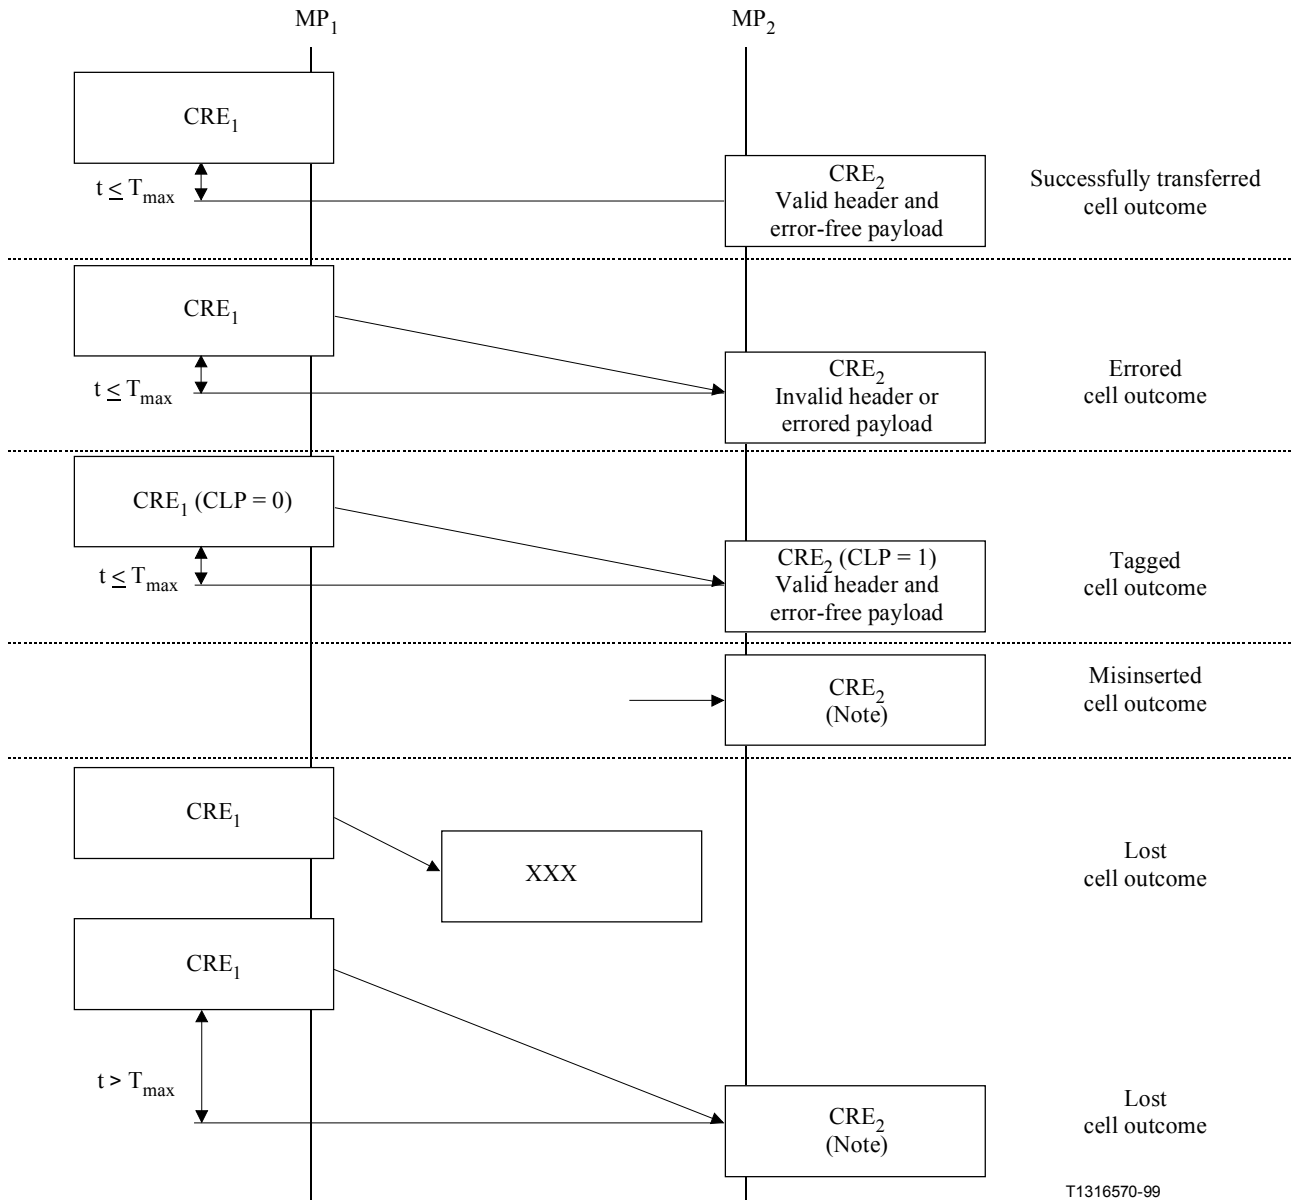 MP1
MP2
CRE1
t ≤ Tmax
CRE2
Valid header and
error-free payload
Successfully transferred
cell outcome
CRE1
t ≤ Tmax
CRE2
Invalid header or
errored payload
Errored
cell outcome
CRE1 (CLP = 0)
t ≤ Tmax
CRE2 (CLP = 1)
Valid header and
error-free payload
Tagged
cell outcome
CRE2
(Note)
Misinserted
cell outcome
CRE1
XXX
Lost
cell outcome
CRE1
t > Tmax
CRE2
(Note)
Lost
cell outcome
T1316570-99